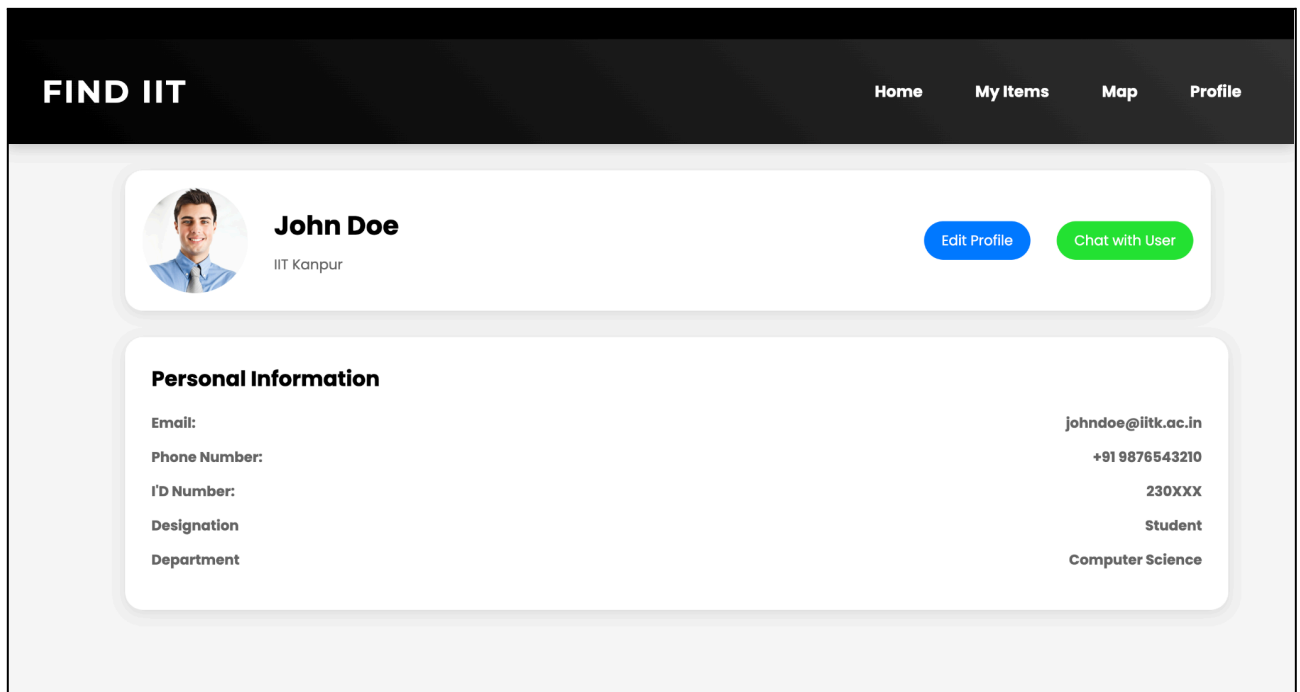 FIND IIT
Home My Items Map Profile
John Doe
IIT Kanpur
Edit Profile Chat with User
Personal Information
Email: johndoe@iitk.ac.in
Phone Number: +91 9876543210
I'D Number: 230XXX
Designation Student
Department Computer Science